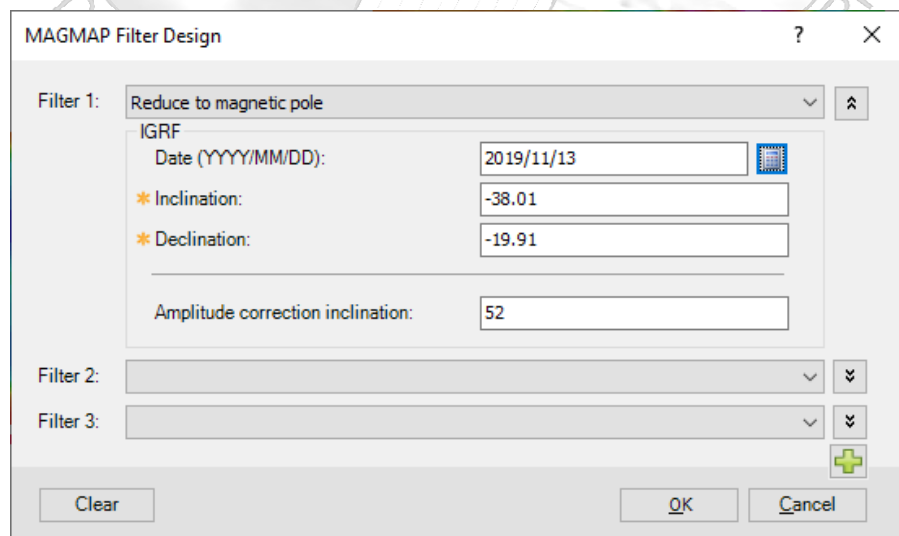 MAGMAP Filter Design ? ×
Filter 1: Reduce to magnetic pole
IGRF
Date (YYYY/MM/DD): 2019/11/13
* Inclination: -38.01
* Declination: -19.91
Amplitude correction inclination: 52
Filter 2:
Filter 3:
Clear OK Cancel